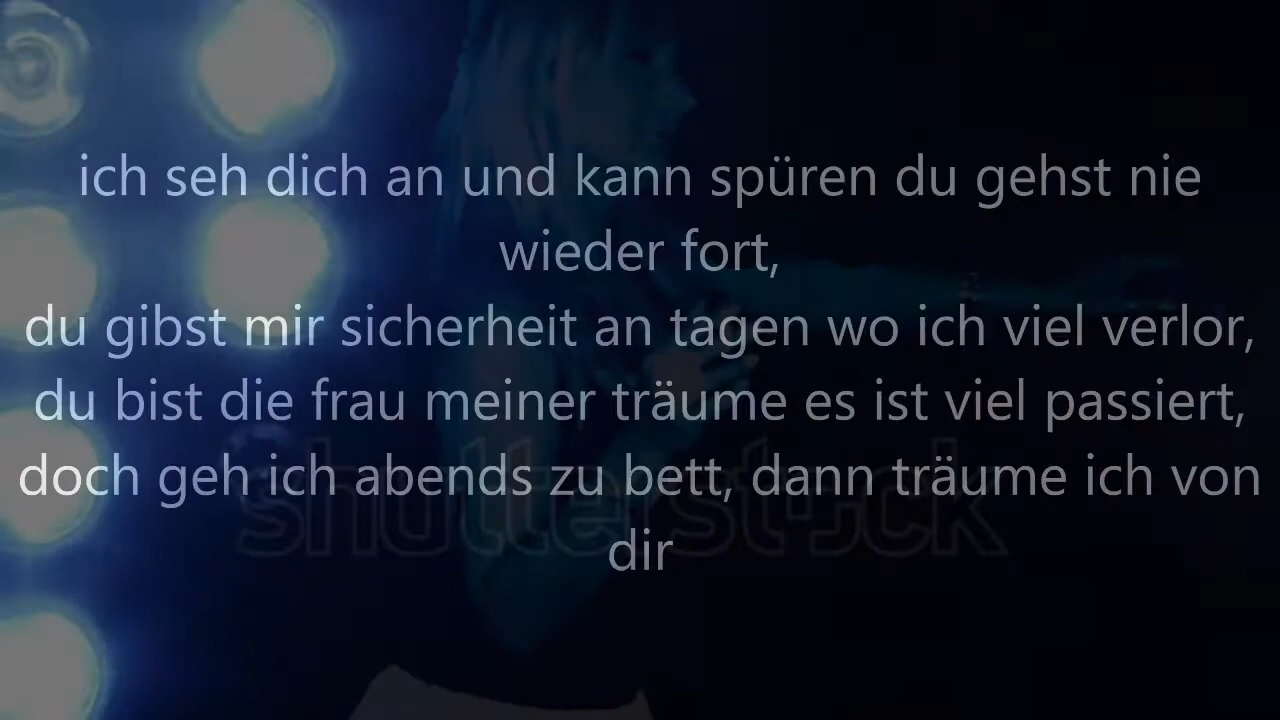 ich seh dich an und kann spüren du gehst nie
wieder fort,
du gibst mir sicherheit an tagen wo ich viel verlor,
du bist die frau meiner träume es ist viel passiert,
doch geh ich abends zu bett, dann träume ich von
dir
shutterstock